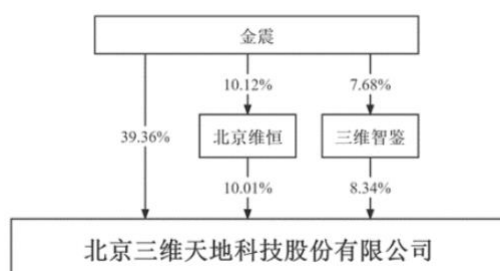 金震
10.12%
7.68%
39.36%
北京维恒
三维智鉴
10.01%
8.34%
北京三维天地科技股份有限公司